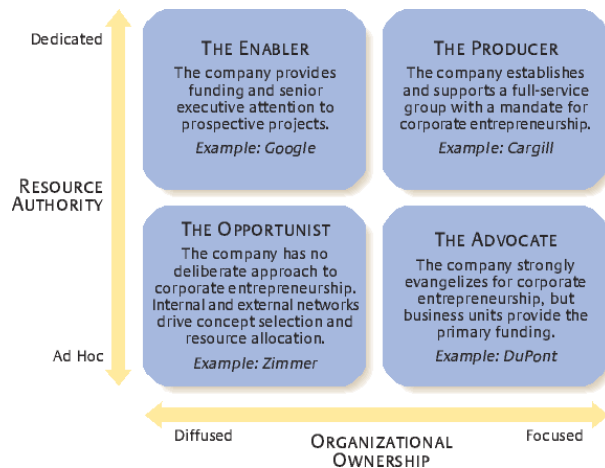 Dedicated
THE ENABLER
The company provides
funding and senior
executive attention to
prospective projects.
Example: Google
THE PRODUCER
The company establishes
and supports a full-service
group with a mandate for
corporate entrepreneurship.
Example: Cargill
RESOURCE
AUTHORITY
THE OPPORTUNIST
The company has no
deliberate approach to
corporate entrepreneurship.
Internal and external networks
drive concept selection and
resource allocation.
Example: Zimmer
THE ADVOCATE
The company strongly
evangelizes for corporate
entrepreneurship, but
business units provide the
primary funding.
Example: DuPont
Ad Hoc
Diffused
ORGANIZATIONAL
OWNERSHIP
Focused